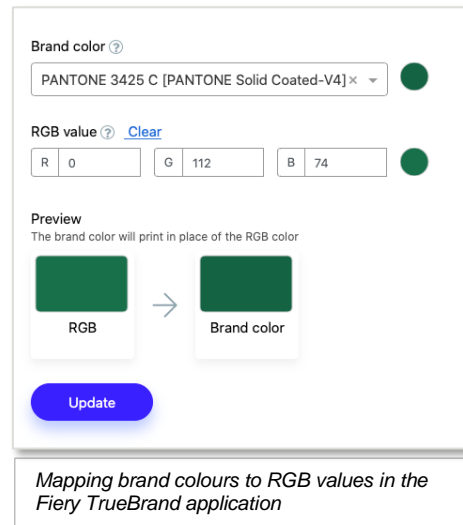 Brand color ?
PANTONE 3425 C [PANTONE Solid Coated-V4] ×
RGB value ? Clear
R 0 G 112 B 74
Preview
The brand color will print in place of the RGB color
RGB Brand color
Update
Mapping brand colours to RGB values in the
Fiery TrueBrand application